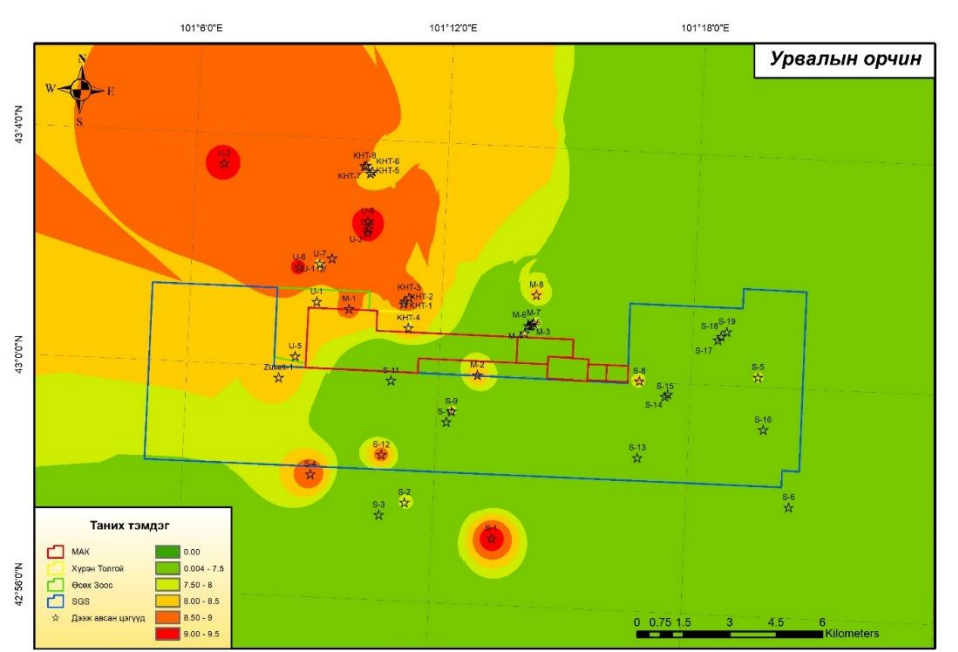 101°6'0"E 101°12'0"E 101°18'0"E
Урвалын орчин
N
W E
S
43°4'0"N
43°0'0"N
42°56'0"N
U-2
KHT-8
KHT-6
KHT-7 KHT-5
U-3
U-7
U-1
M-1
KHT-3
KHT-2
KHT-1
KHT-4
M-8
M-6 M-7
M-3
U-5
Zuselt-1
S-11
M-2
S-19
S-18
S-17
S-8
S-15
S-14
S-5
S-9
S-16
S-12
S-4
S-13
S-2
S-3
S-6
S-1
Таних тэмдэг
МАК
Хүрэн Толгой
Өсөх Зоос
SGS
Дээж авсан цэгүүд
0.00
0.004 - 7.5
7.50 - 8
8.00 - 8.5
8.50 - 9
9.00 - 9.5
0 0.75 1.5 3 4.5 6
Kilometers